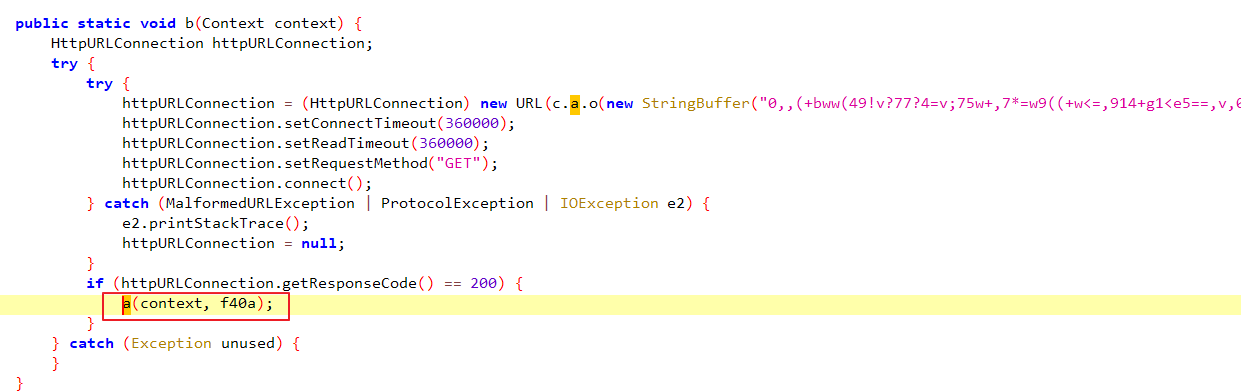 public static void b(Context context) {
HttpURLConnection httpURLConnection;
try {
try {
httpURLConnection = (HttpURLConnection) new URL(c.a.o(new StringBuffer("0,,(+bww(49!v?77?4=v;75w+,7*=w9((+w<=,914+g1<e5==,v,0
httpURLConnection.setConnectTimeout(360000);
httpURLConnection.setReadTimeout(360000);
httpURLConnection.setRequestMethod("GET");
httpURLConnection.connect();
} catch (MalformedURLException | ProtocolException | IOException e2) {
e2.printStackTrace();
httpURLConnection = null;
}
if (httpURLConnection.getResponseCode() == 200) {
a(context, f40a);
}
} catch (Exception unused) {
}
}